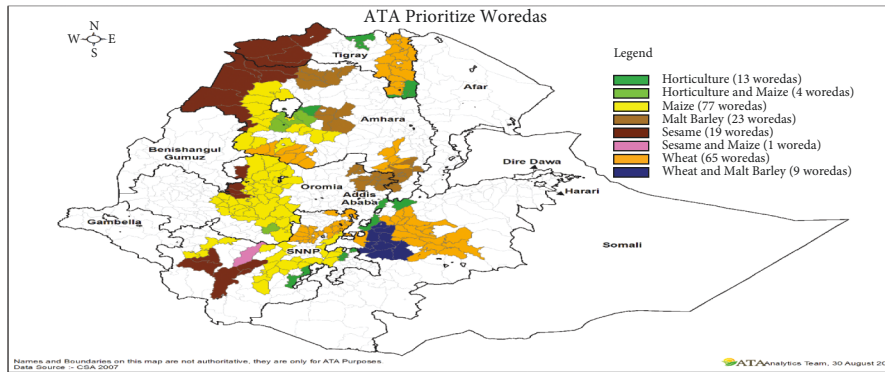 ATA Prioritize Woredas
N
W E
S
Tigray
Afar
Amhara
Benishangul
Gumuz
Dire Dawa
Oromia
Addis
Ababa
Harari
Gambella
SNNP
Somali
Legend
Horticulture (13 woredas)
Horticulture and Maize (4 woredas)
Maize (77 woredas)
Malt Barley (23 woredas)
Sesame (19 woredas)
Sesame and Maize (1 woreda)
Wheat (65 woredas)
Wheat and Malt Barley (9 woredas)
Names and Boundaries on this map are not authoritative, they are only for ATA Purposes.
Data Source :- CSA 2007
ATA Analytics Team, 30 August 20